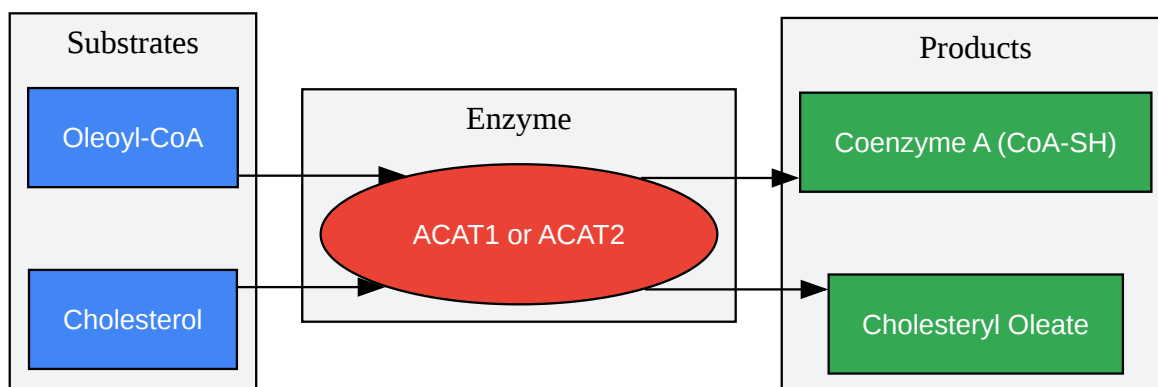 Substrates
Oleoyl-CoA
Cholesterol
Enzyme
ACAT1 or ACAT2
Products
Coenzyme A (CoA-SH)
Cholesteryl Oleate